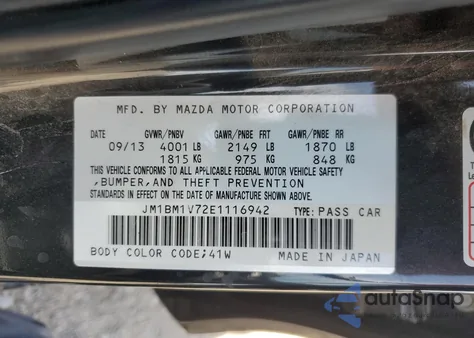 MFD. BY MAZDA MOTOR CORPORATION
DATE GVWR/PNBV GAWR/PNBE FRT GAWR/PNBE RR
09/13 4001 LB 2149 LB 1870 LB
1815 KG 975 KG 848 KG
THIS VEHICLE CONFORMS TO ALL APPLICABLE FEDERAL MOTOR VEHICLE SAFETY
,BUMPER,AND THEFT PREVENTION
STANDARDS IN EFFECT ON THE DATE OF MANUFACTURE SHOWN ABOVE.
JM1BM1V72E1116942 TYPE: PASS CAR
BODY COLOR CODE;41W MADE IN JAPAN
autoSnap